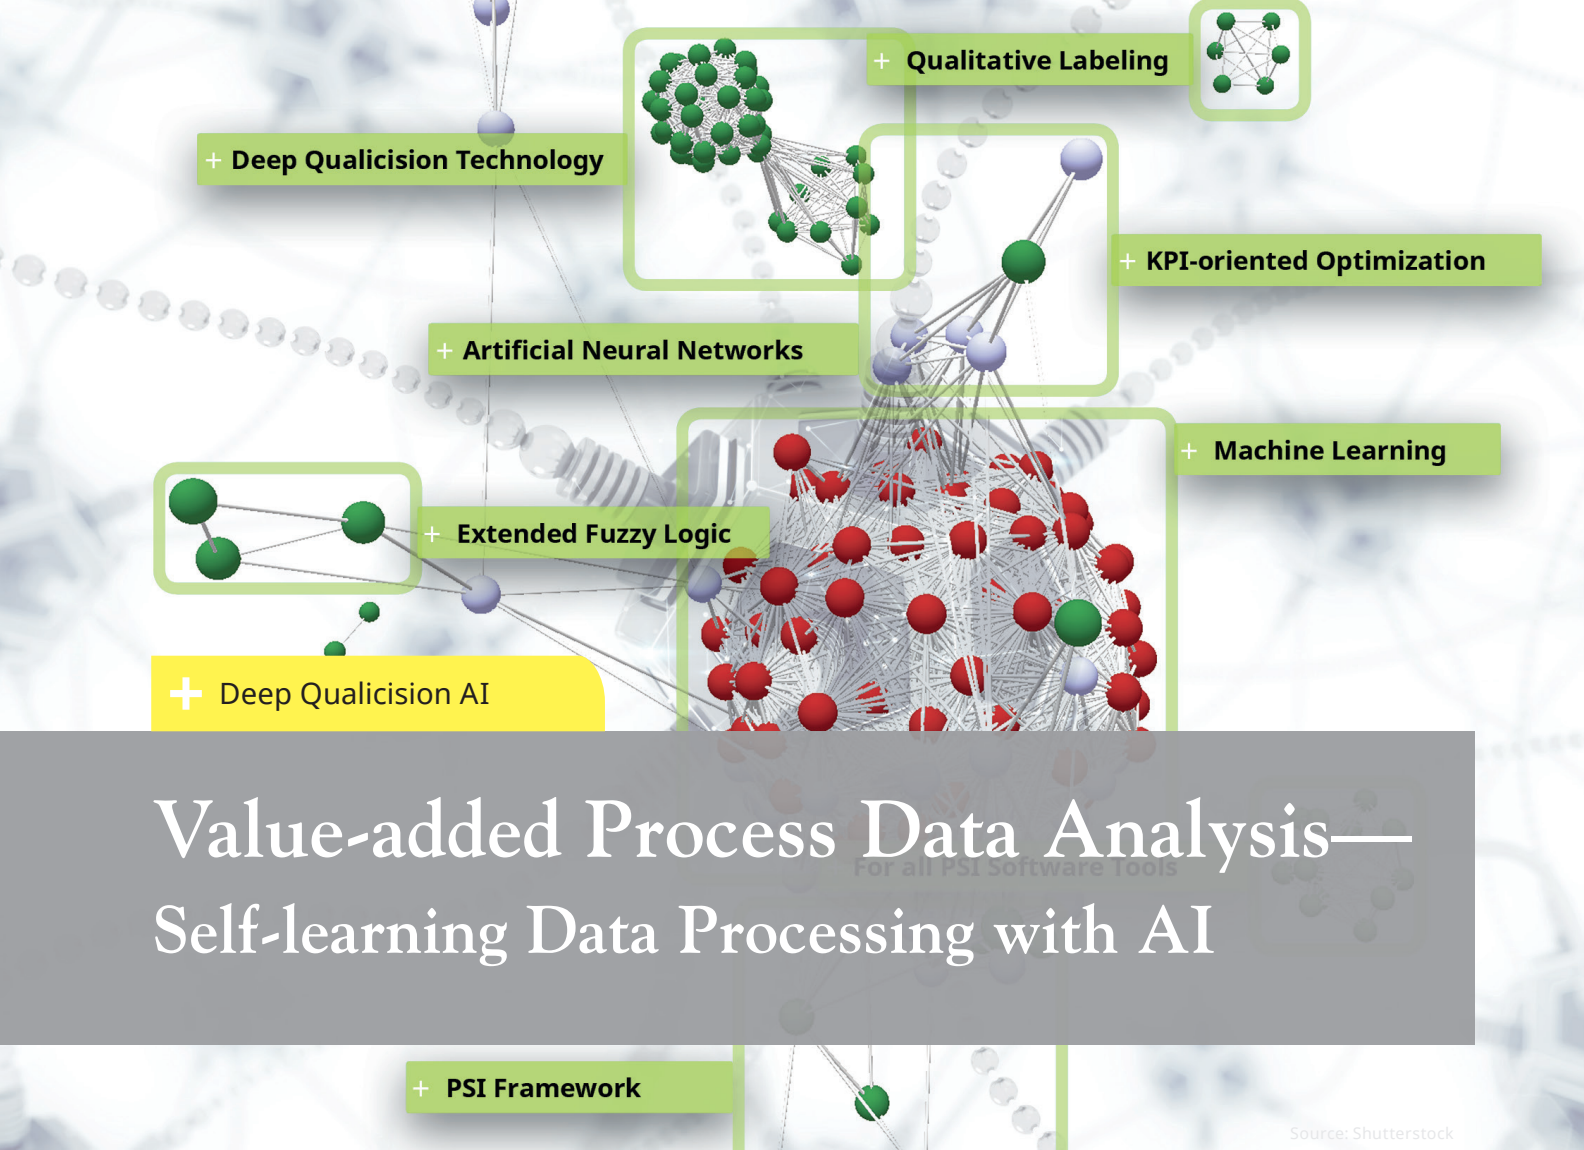 + Qualitative Labeling
+ Deep Qualicision Technology
+ KPI-oriented Optimization
+ Artificial Neural Networks
+ Machine Learning
+ Extended Fuzzy Logic
+ Deep Qualicision AI
Value-added Process Data Analysis—
For all PSI Software Tools
Self-learning Data Processing with AI
+ PSI Framework
Source: Shutterstock